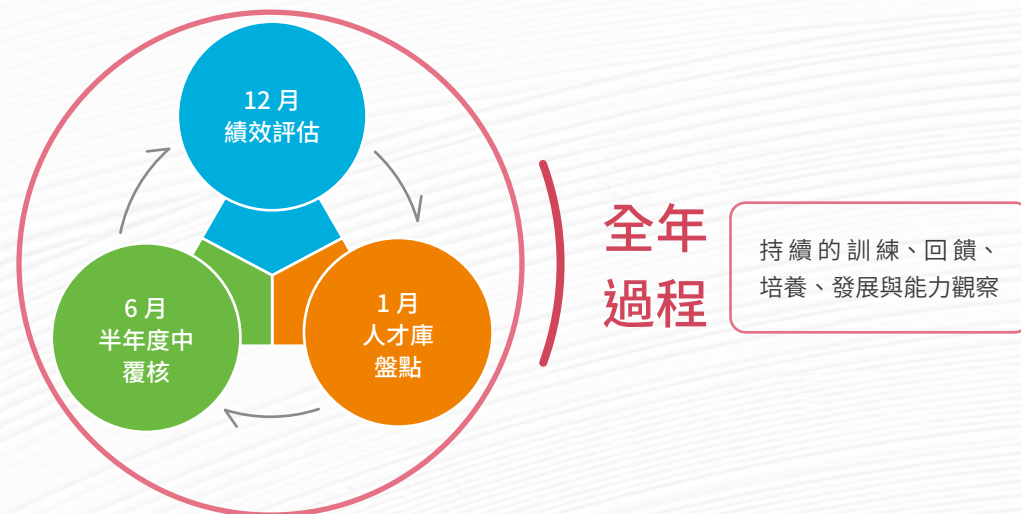 12 月
績效評估
6 月
半年度中
覆核
1 月
人才庫
盤點
全年
過程
持續的訓練、回饋、
培養、發展與能力觀察